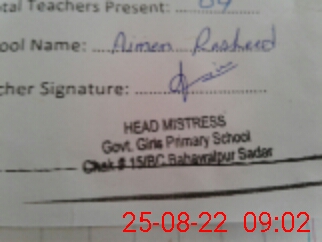 otal Teachers Present: 04
ool Name: Aimen Rasheed
cher Signature:
HEAD MISTRESS
Govt. Girls Primary School
Chak # 15/BC Bahawalpur Sadar
25-08-22 09:02